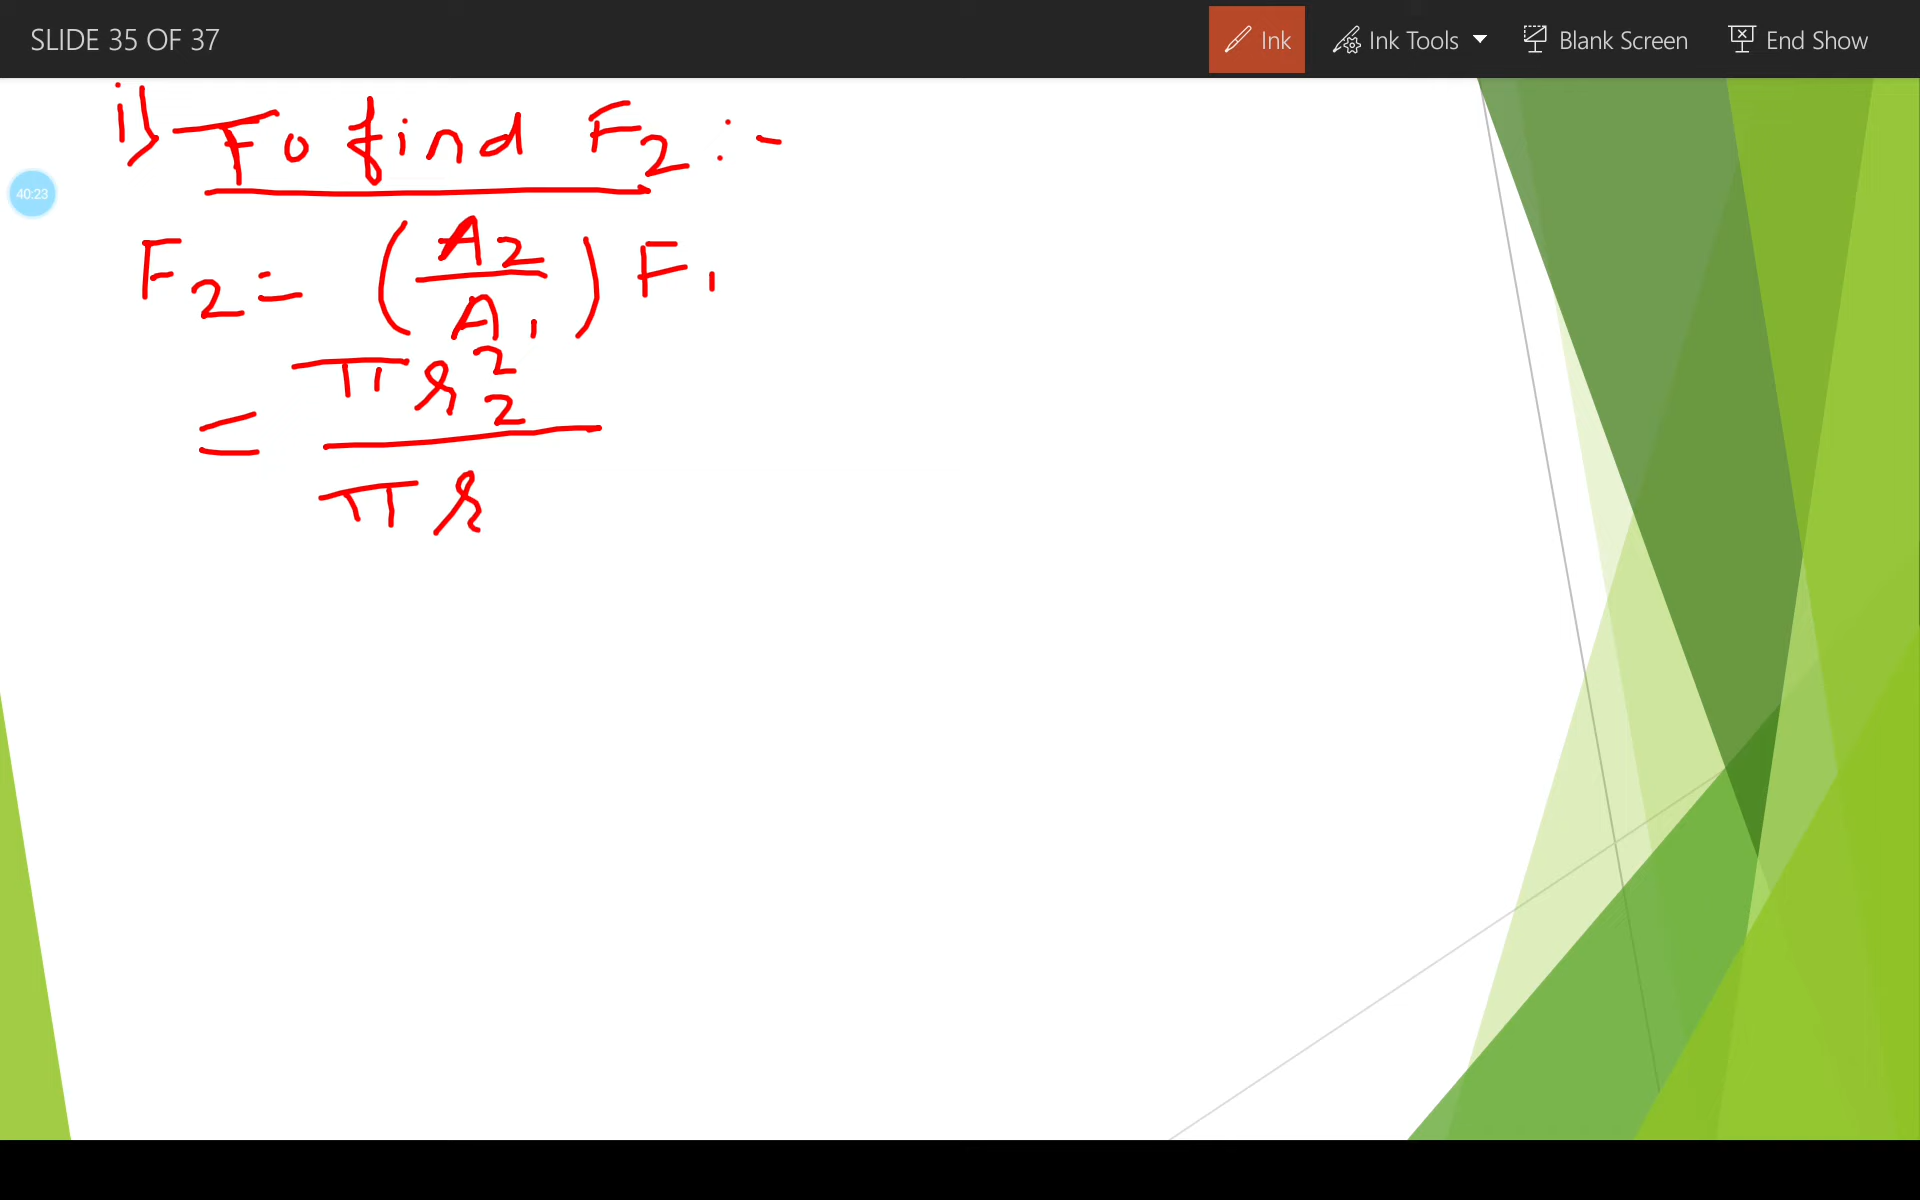 SLIDE 35 OF 37 Ink Ink Tools Blank Screen End Show
i) To find F₂ :-
40:23
F₂ = (A₂/A₁) F₁
= πr₂²/πr